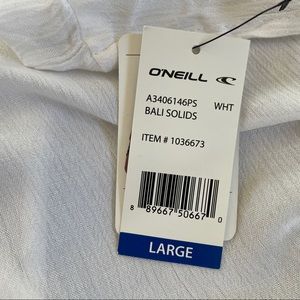 O'NEILL
A3406146PS WHT
BALI SOLIDS
ITEM # 1036673
8 89667 50667 0
LARGE